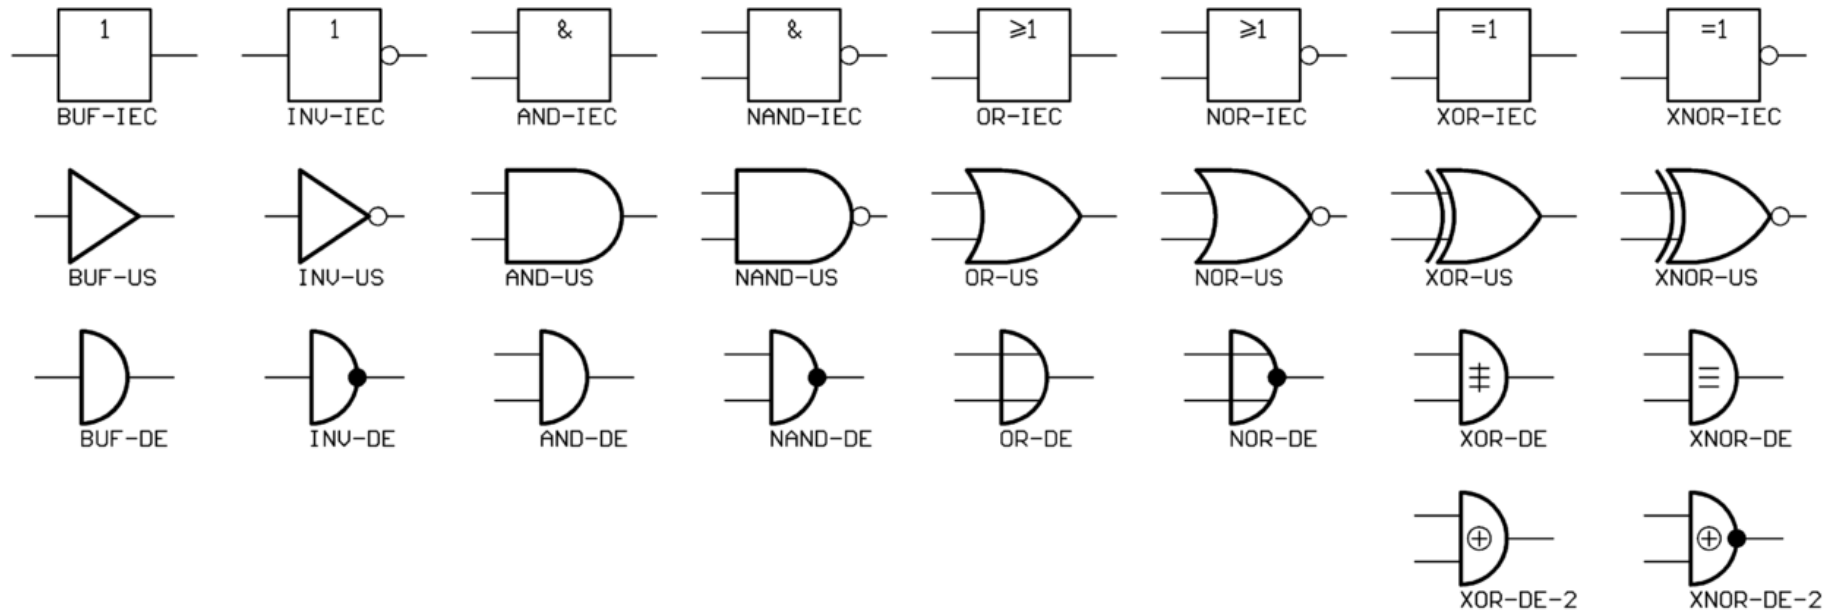 1 1 & & ≥1 ≥1 =1 =1
BUF-IEC INV-IEC AND-IEC NAND-IEC OR-IEC NOR-IEC XOR-IEC XNOR-IEC
BUF-US INV-US AND-US NAND-US OR-US NOR-US XOR-US XNOR-US
BUF-DE INV-DE AND-DE NAND-DE OR-DE NOR-DE XOR-DE XNOR-DE
XOR-DE-2 XNOR-DE-2